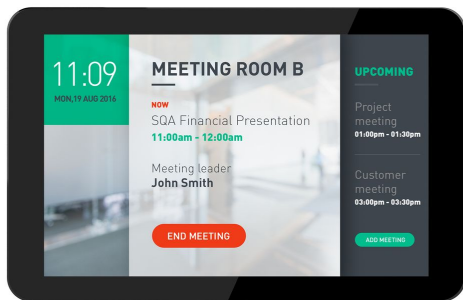 11:09
MON,19 AUG 2016
MEETING ROOM B
NOW
SQA Financial Presentation
11:00am - 12:00am
Meeting leader
John Smith
END MEETING
UPCOMING
Project
meeting
01:00pm - 01:30pm
Customer
meeting
03:00pm - 03:30pm
ADD MEETING